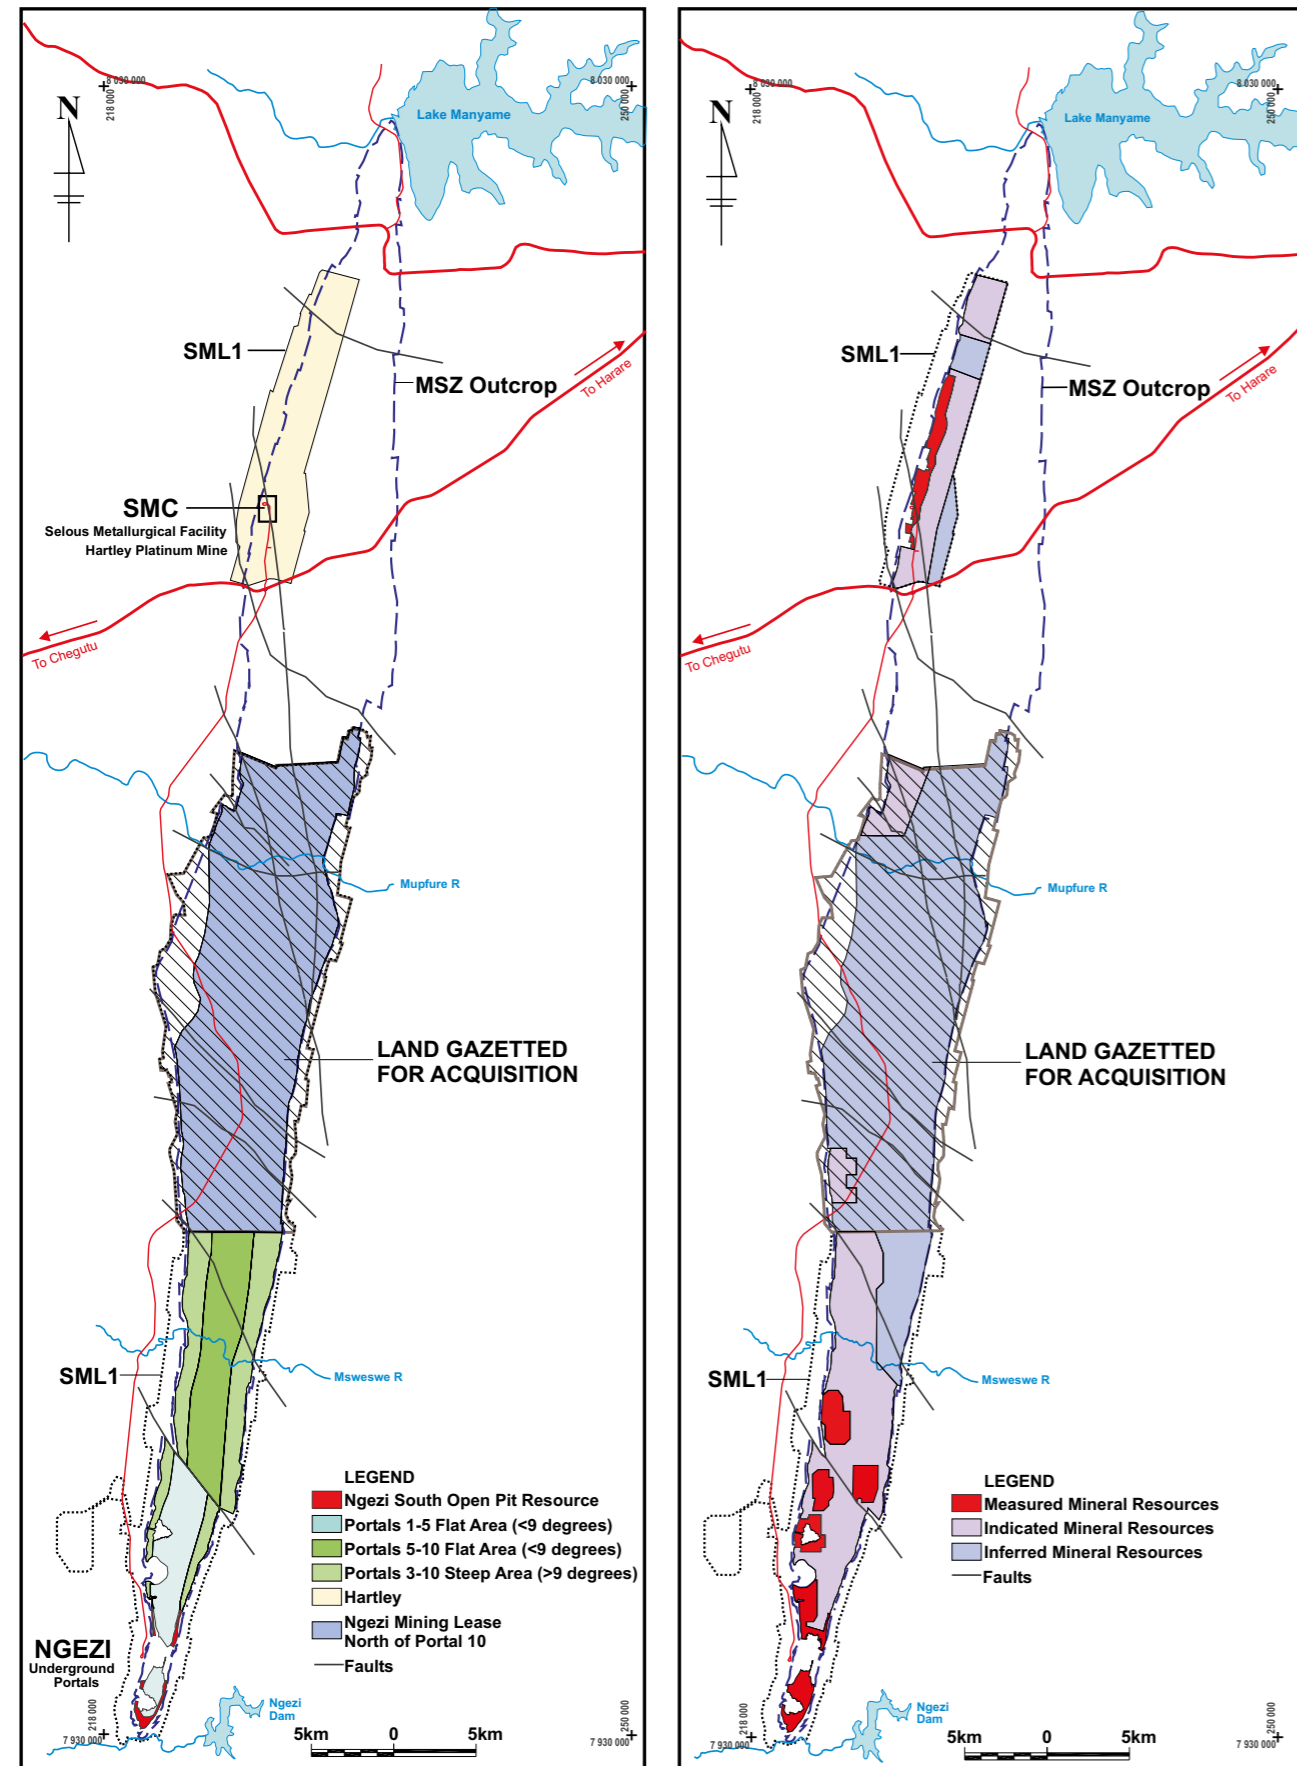 8 030 000
218 000
8 030 000
250 000
N
Lake Manyame
SML1
MSZ Outcrop
To Harare
SMC
Selous Metallurgical Facility
Hartley Platinum Mine
To Chegutu
Mupfure R
LAND GAZETTED
FOR ACQUISITION
SML1
Msweswe R
LEGEND
Ngezi South Open Pit Resource
Portals 1-5 Flat Area (<9 degrees)
Portals 5-10 Flat Area (<9 degrees)
Portals 3-10 Steep Area (>9 degrees)
Hartley
Ngezi Mining Lease
North of Portal 10
Faults
NGEZI
Underground
Portals
Ngezi
Dam
218 000
7 930 000
5km 0 5km
250 000
7 930 000
8 030 000
218 000
8 030 000
250 000
N
Lake Manyame
SML1
MSZ Outcrop
To Harare
To Chegutu
Mupfure R
LAND GAZETTED
FOR ACQUISITION
SML1
Msweswe R
LEGEND
Measured Mineral Resources
Indicated Mineral Resources
Inferred Mineral Resources
Faults
Ngezi
Dam
218 000
7 930 000
5km 0 5km
250 000
7 930 000